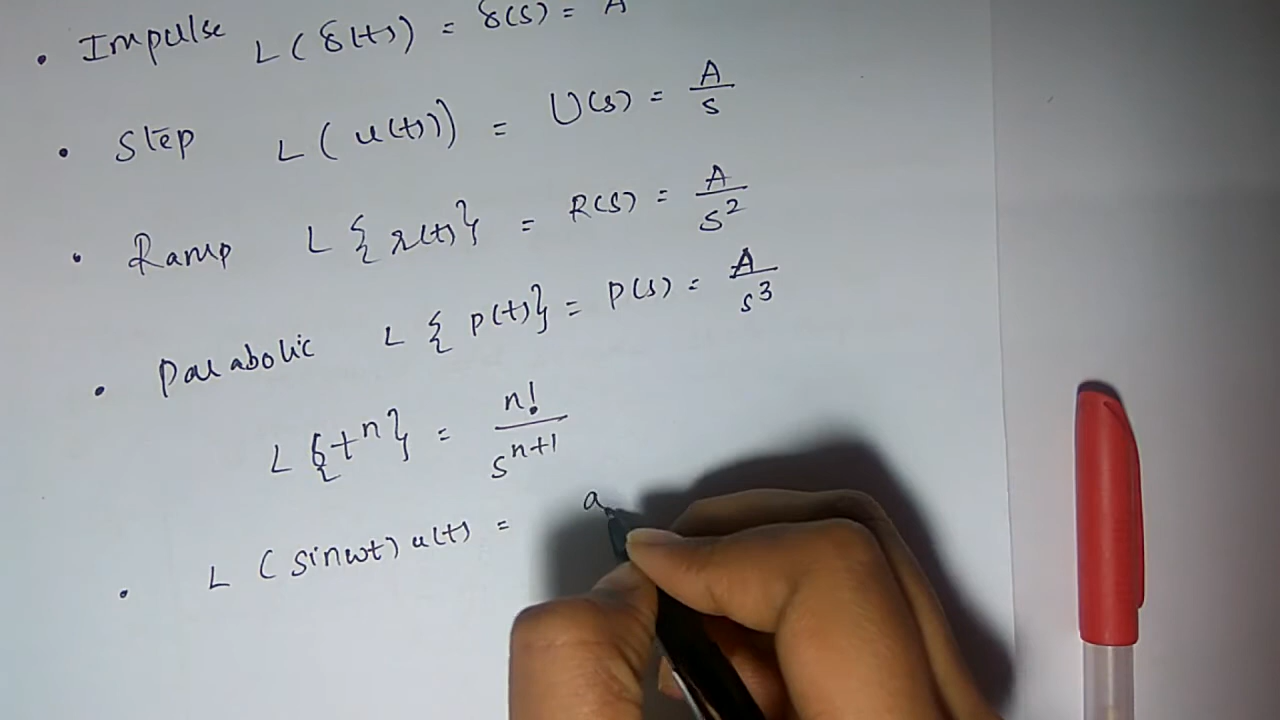 • Impulse L(δ(t)) = δ(s) = A
• Step L(u(t)) = U(s) = A/s
• Ramp L{r(t)} = R(s) = A/s²
• Parabolic L{p(t)} = P(s) = A/s³
L{tⁿ} = n!/sⁿ⁺¹
• L(sinωt)u(t) = a